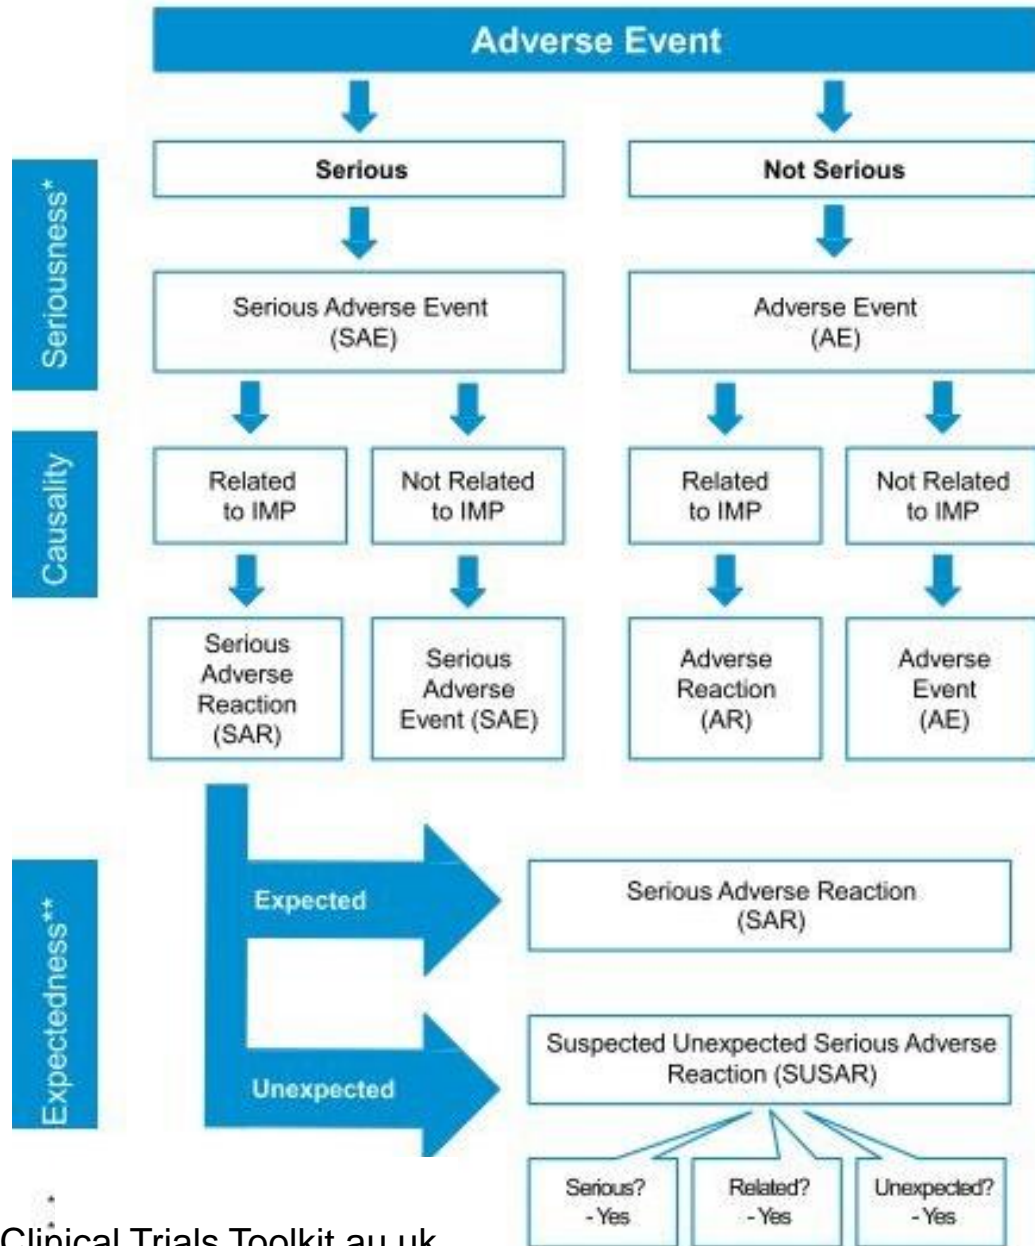 Adverse Event
Serious
Not Serious
Seriousness*
Serious Adverse Event
(SAE)
Adverse Event
(AE)
Causality
Related
to IMP
Not Related
to IMP
Related
to IMP
Not Related
to IMP
Serious
Adverse
Reaction
(SAR)
Serious
Adverse
Event (SAE)
Adverse
Reaction
(AR)
Adverse
Event
(AE)
Expectedness**
Expected
Serious Adverse Reaction
(SAR)
Unexpected
Suspected Unexpected Serious Adverse
Reaction (SUSAR)
Serious?
- Yes
Related?
- Yes
Unexpected?
- Yes
Clinical Trials Toolkit au uk